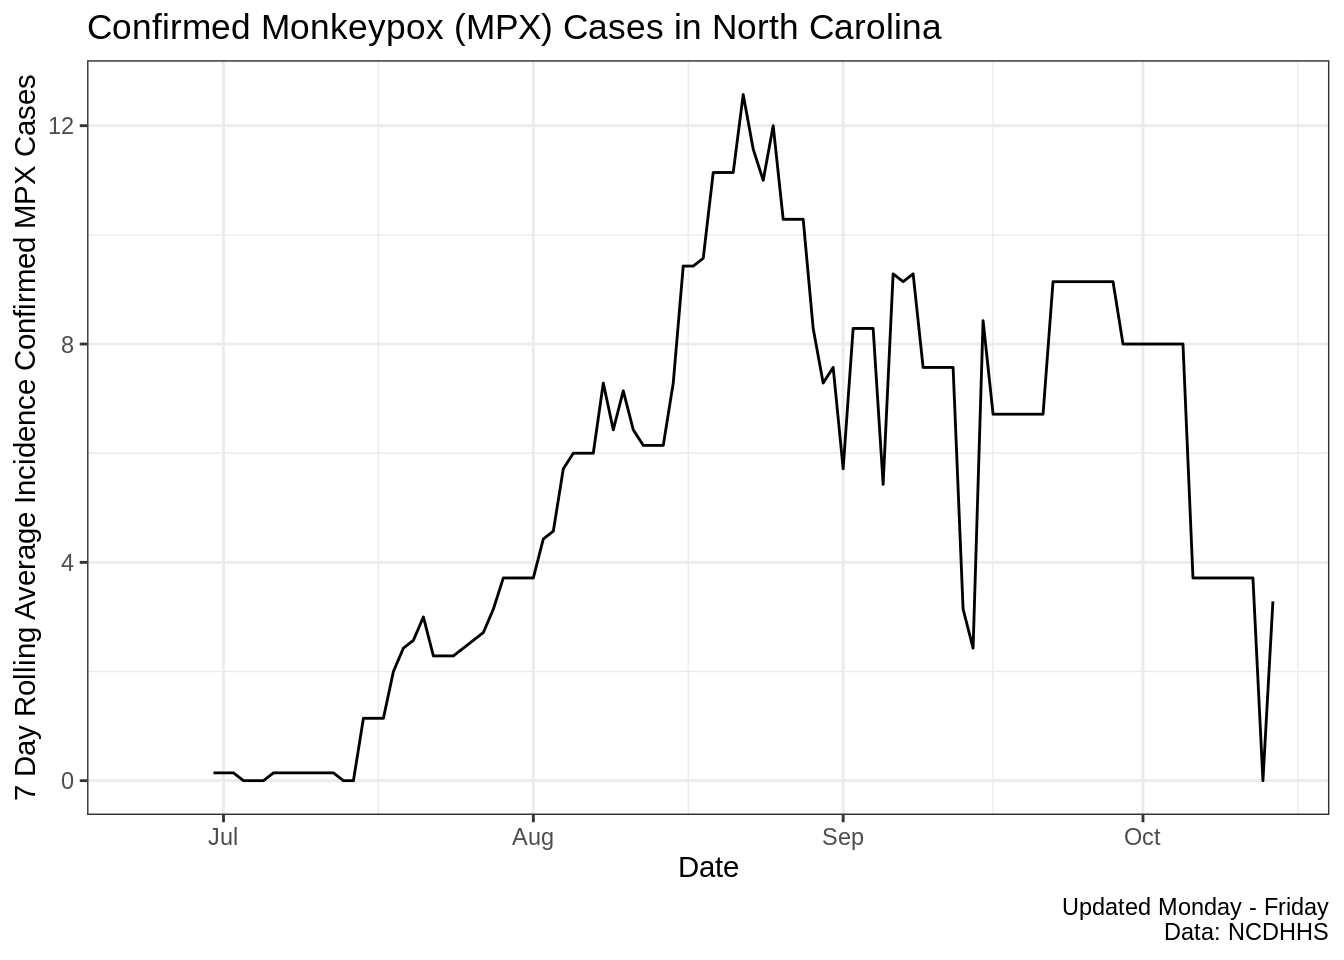 Confirmed Monkeypox (MPX) Cases in North Carolina
7 Day Rolling Average Incidence Confirmed MPX Cases
12
8
4
0
Jul Aug Sep Oct
Date
Updated Monday - Friday
Data: NCDHHS